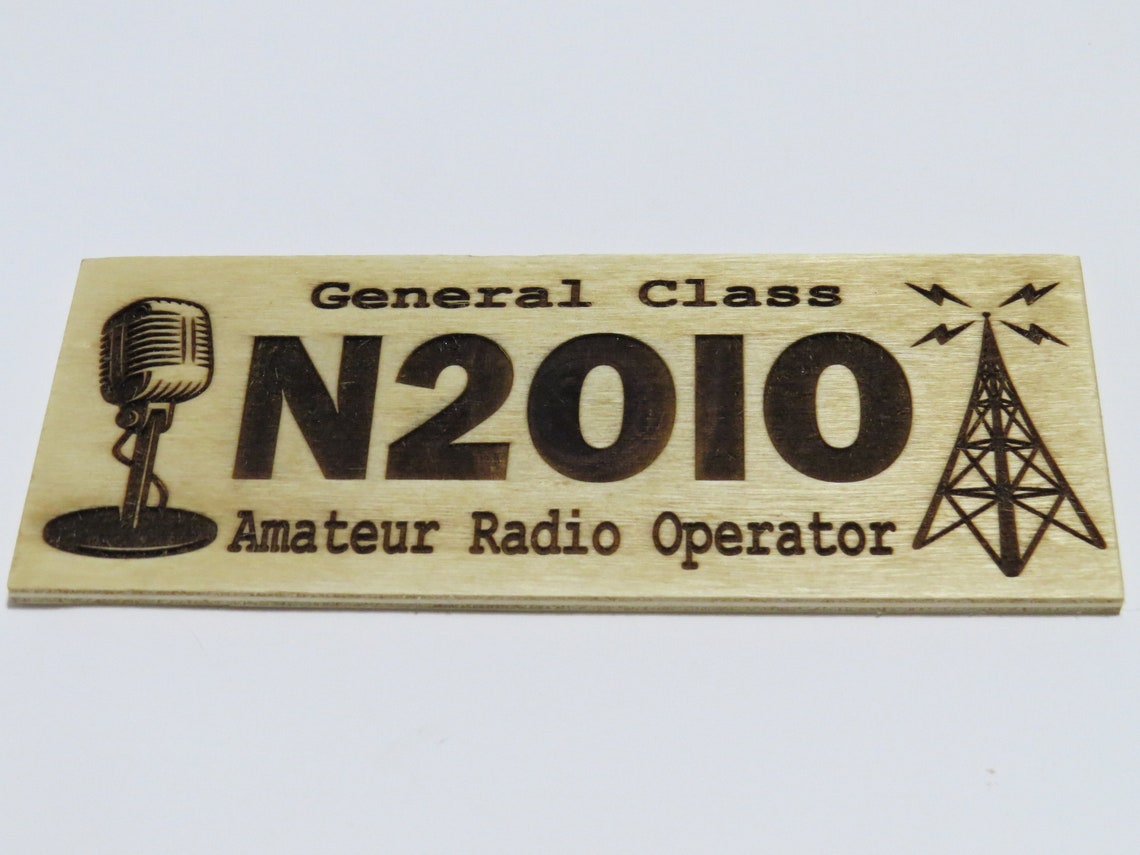 General Class
N2OIO
Amateur Radio Operator